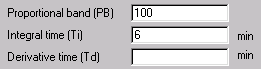 Proportional band (PB) 100
Integral time (Ti) 6 min
Derivative time (Td) min